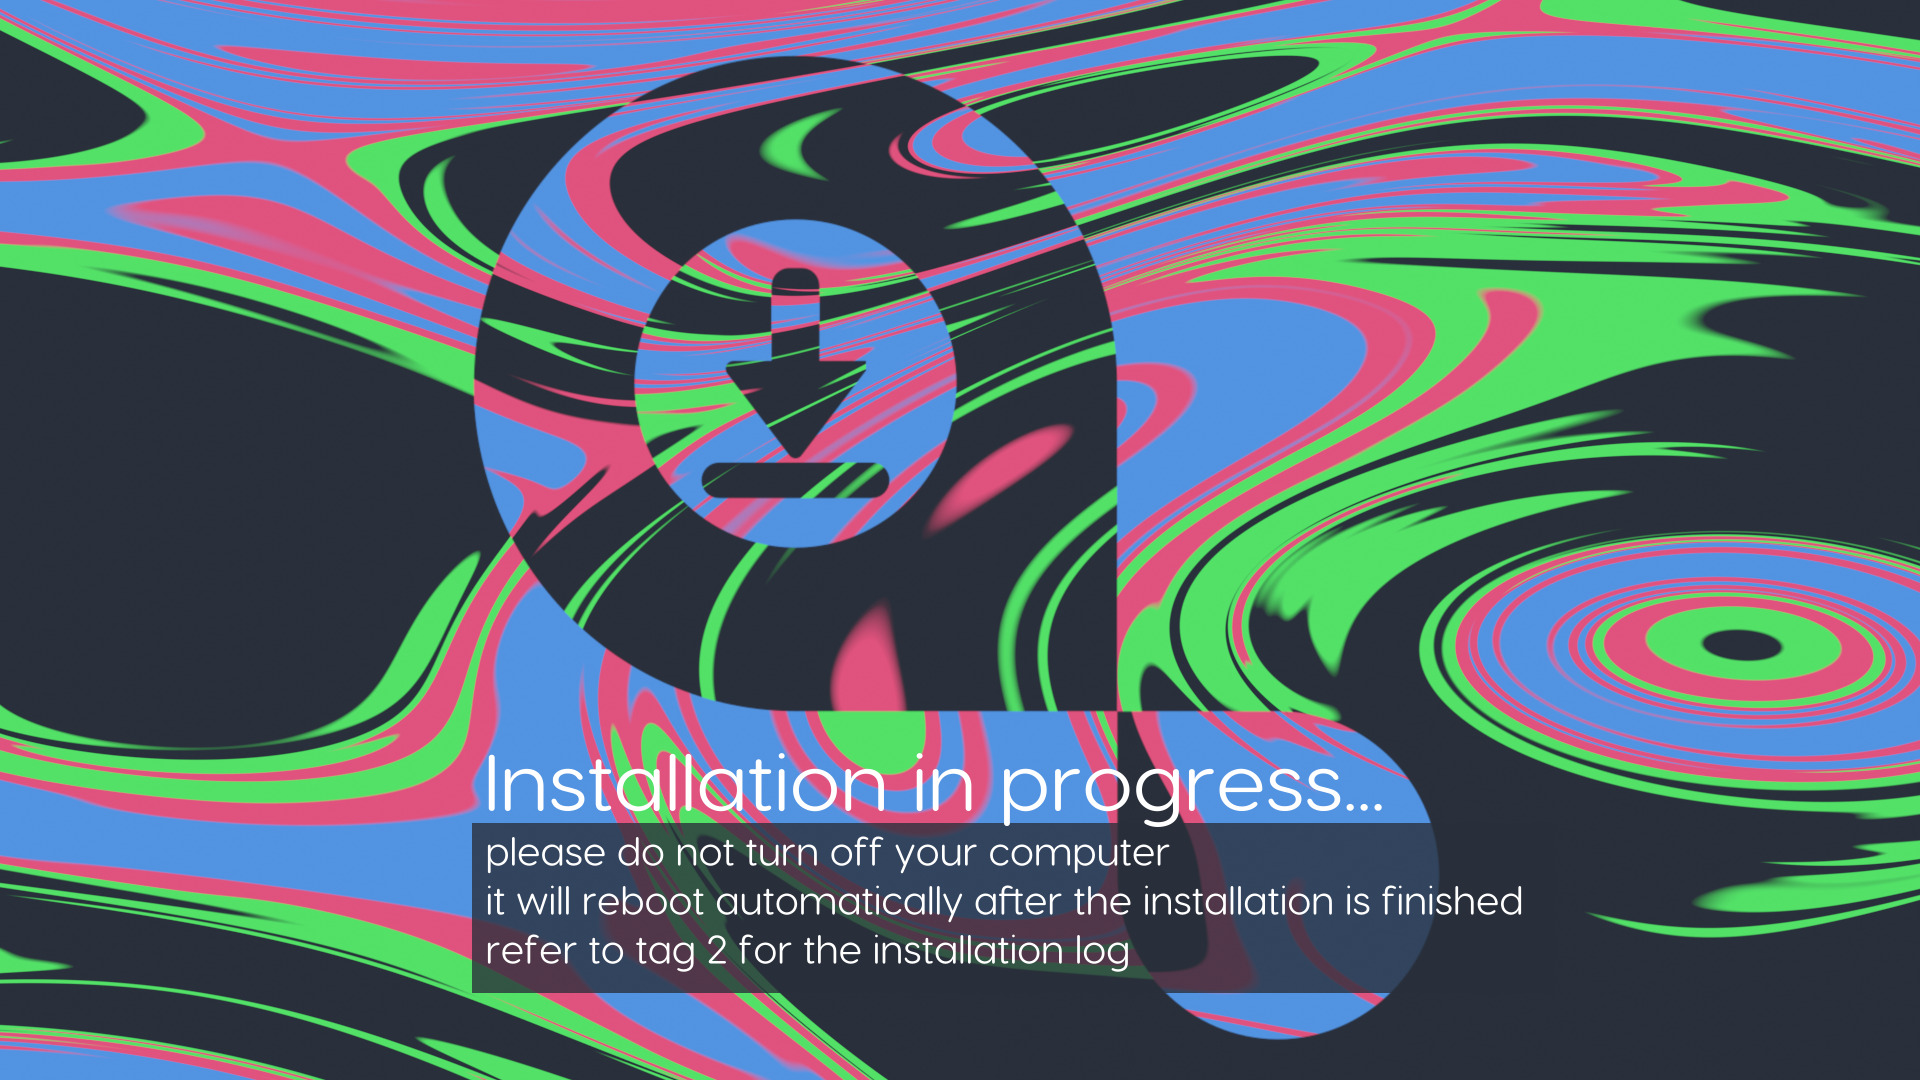 Installation in progress...
please do not turn off your computer
it will reboot automatically after the installation is finished
refer to tag 2 for the installation log